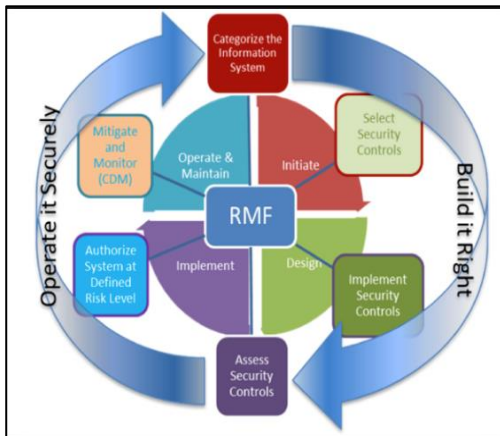 Categorize the
Information
System
Select
Security
Controls
Build it Right
Implement
Security
Controls
Assess
Security
Controls
Authorize
System at
Defined
Risk Level
Mitigate
and
Monitor
(CDM)
Operate it Securely
Operate &
Maintain
Initiate
RMF
Implement
Design